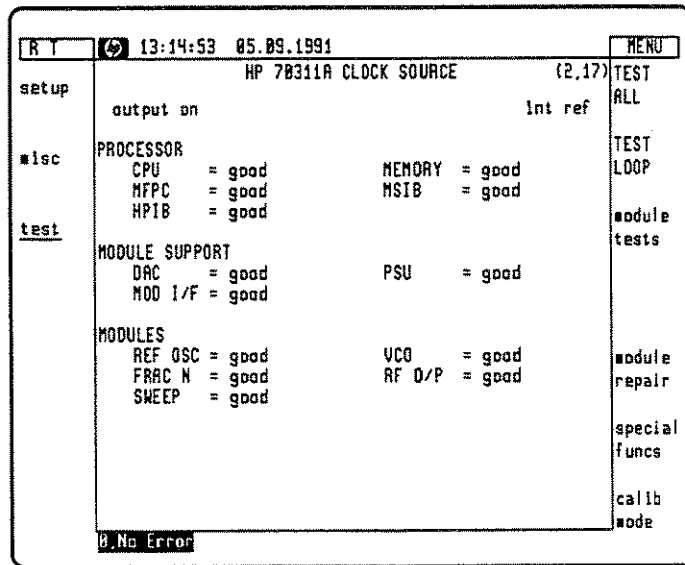 R T hp 13:14:53 05.09.1991 MENU
HP 70311A CLOCK SOURCE (2,17)
setup
output on Int ref
misc
test
PROCESSOR
CPU = good MEMORY = good
MFPC = good MSIB = good
HPIB = good
MODULE SUPPORT
DAC = good PSU = good
MOD I/F = good
MODULES
REF OSC = good VCO = good
FRAC N = good RF O/P = good
SWEEP = good
0,No Error
TEST
ALL
TEST
LOOP
module
tests
module
repair
special
funcs
calib
mode